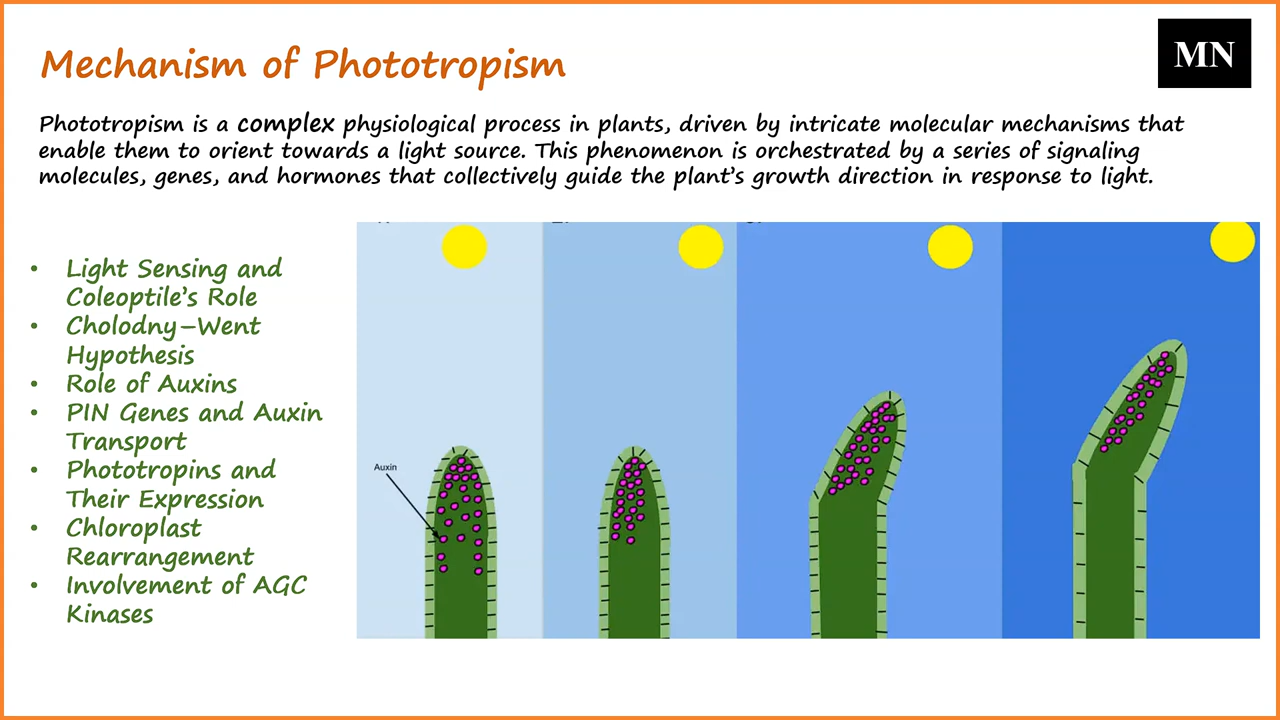 Mechanism of Phototropism
MN
Phototropism is a complex physiological process in plants, driven by intricate molecular mechanisms that
enable them to orient towards a light source. This phenomenon is orchestrated by a series of signaling
molecules, genes, and hormones that collectively guide the plant's growth direction in response to light.
• Light Sensing and
Coleoptile's Role
• Cholodny–Went
Hypothesis
• Role of Auxins
• PIN Genes and Auxin
Transport
• Phototropins and
Their Expression
• Chloroplast
Rearrangement
• Involvement of AGC
Kinases
Auxin